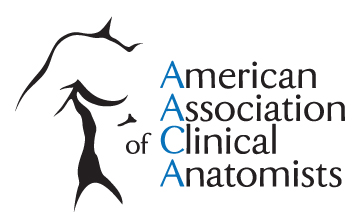 American
Association
of Clinical
Anatomists